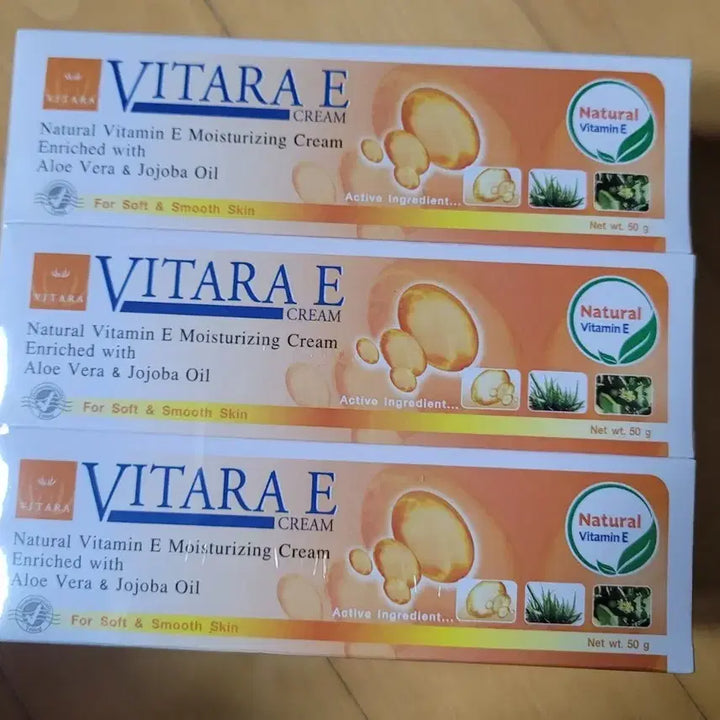 VITARA
VITARA E
CREAM
Natural Vitamin E Moisturizing Cream
Enriched with
Aloe Vera & Jojoba Oil
For Soft & Smooth Skin
Active Ingredient...
Natural
Vitamin E
Net wt. 50 g
VITARA
VITARA E
CREAM
Natural Vitamin E Moisturizing Cream
Enriched with
Aloe Vera & Jojoba Oil
For Soft & Smooth Skin
Active Ingredient...
Natural
Vitamin E
Net wt. 50 g
VITARA
VITARA E
CREAM
Natural Vitamin E Moisturizing Cream
Enriched with
Aloe Vera & Jojoba Oil
For Soft & Smooth Skin
Active Ingredient...
Natural
Vitamin E
Net wt. 50 g